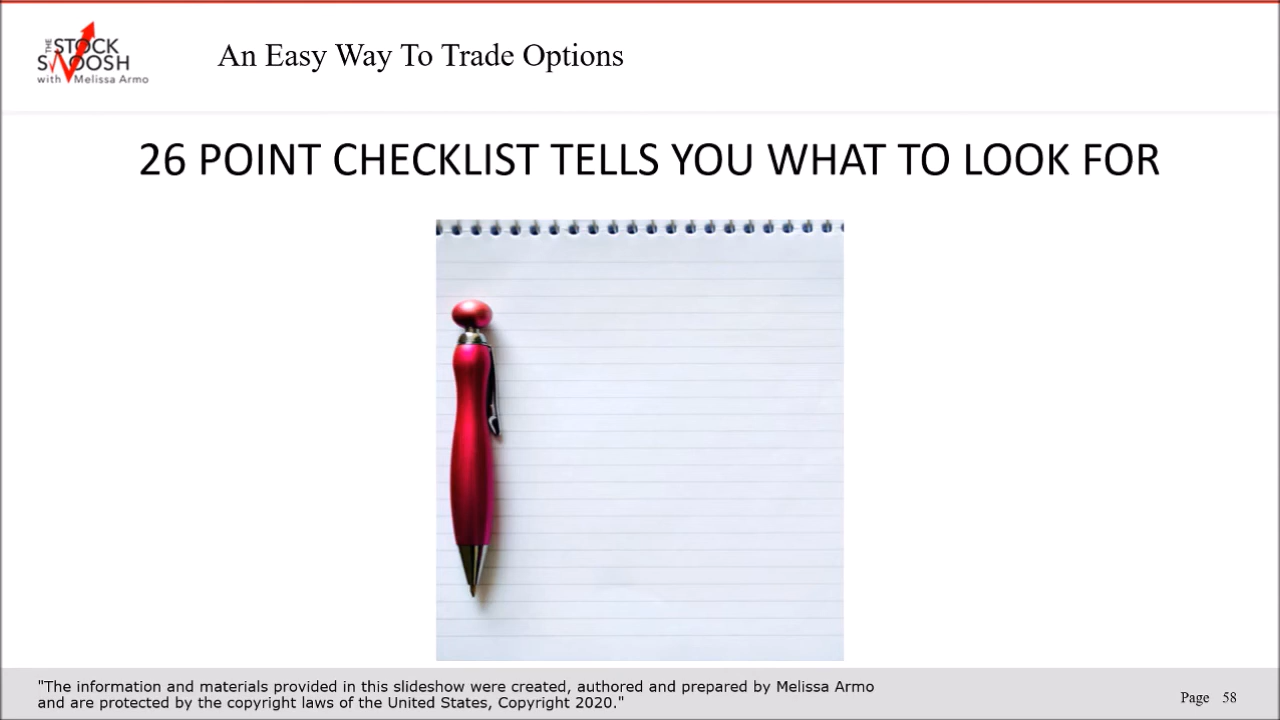 THE
STOCK
SWOOSH
with Melissa Armo
An Easy Way To Trade Options
26 POINT CHECKLIST TELLS YOU WHAT TO LOOK FOR
"The information and materials provided in this slideshow were created, authored and prepared by Melissa Armo
and are protected by the copyright laws of the United States, Copyright 2020."
Page 58